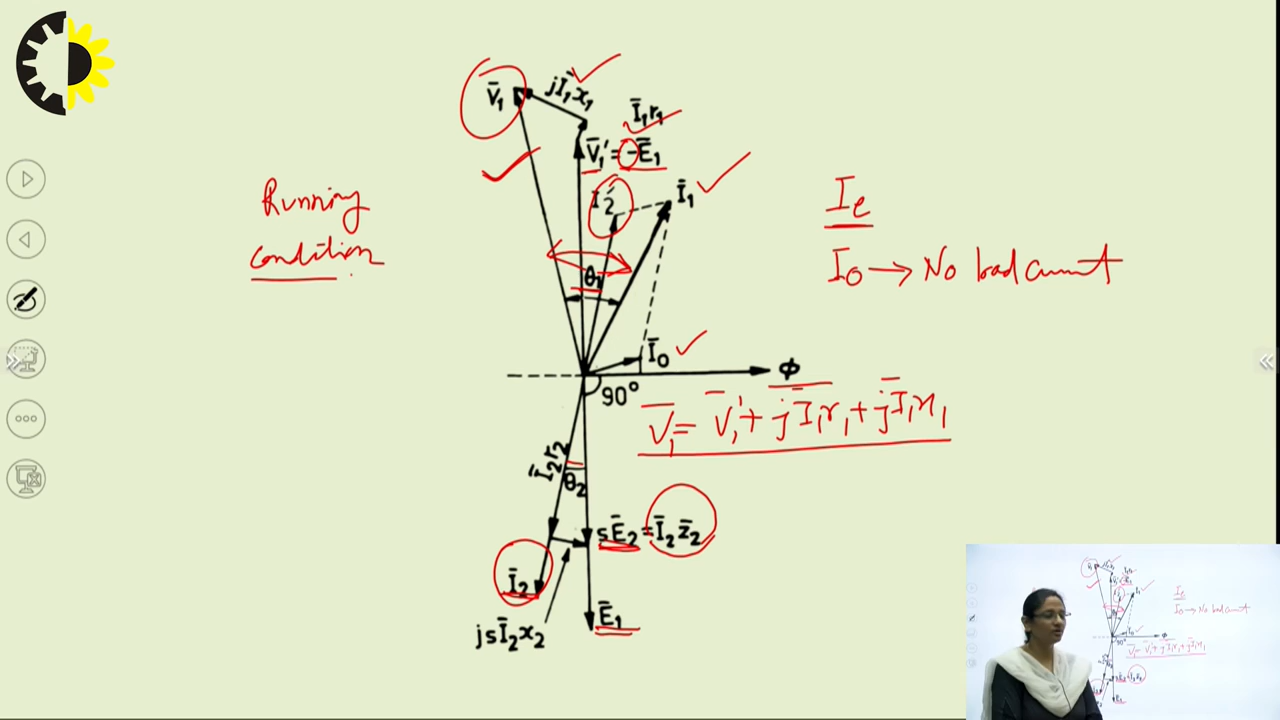 V̄₁
jĪ₁x₁
Ī₁r₁
V̄₁'=-Ē₁
I₂'
Ī₁
Running
condition
θ₁
Ie
I₀→No load current
Ī₀
ϕ
90°
V̄₁= V̄₁'+ jĪ₁r₁+jĪ₁x₁
Ī₂r₂
θ₂
sĒ₂=Ī₂z̄₂
Ī₂
Ē₁
jsĪ₂x₂